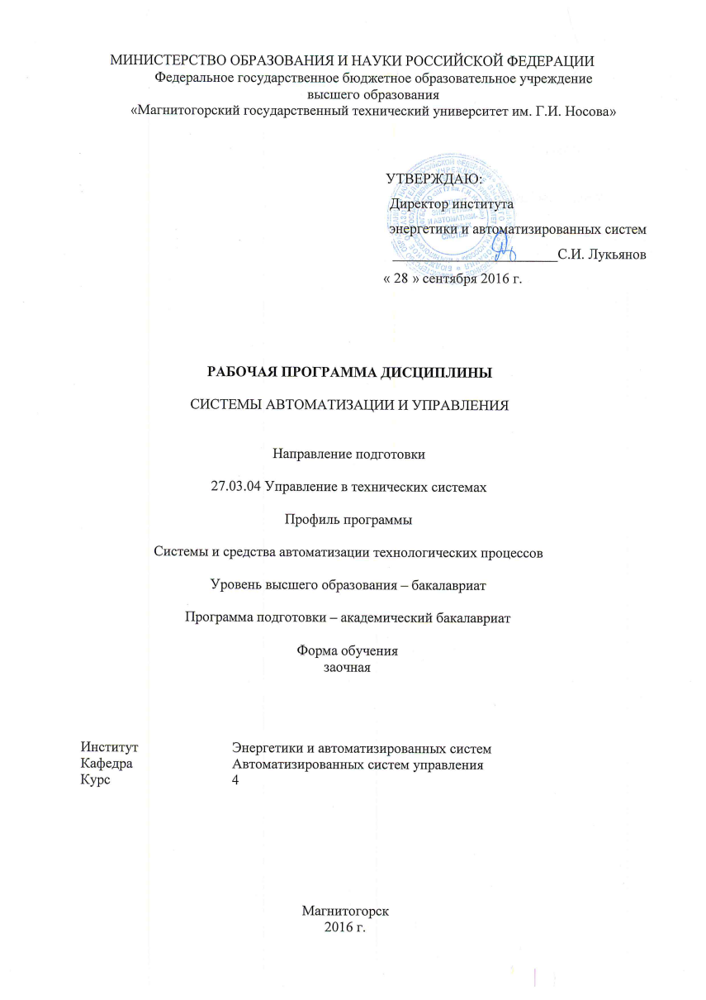 МИНИСТЕРСТВО ОБРАЗОВАНИЯ И НАУКИ РОССИЙСКОЙ ФЕДЕРАЦИИ
Федеральное государственное бюджетное образовательное учреждение
высшего образования
«Магнитогорский государственный технический университет им. Г.И. Носова»
УТВЕРЖДАЮ:
Директор института
энергетики и автоматизированных систем
С.И. Лукьянов
« 28 » сентября 2016 г.
РАБОЧАЯ ПРОГРАММА ДИСЦИПЛИНЫ
СИСТЕМЫ АВТОМАТИЗАЦИИ И УПРАВЛЕНИЯ
Направление подготовки
27.03.04 Управление в технических системах
Профиль программы
Системы и средства автоматизации технологических процессов
Уровень высшего образования – бакалавриат
Программа подготовки – академический бакалавриат
Форма обучения
заочная
Институт Энергетики и автоматизированных систем
Кафедра Автоматизированных систем управления
Курс 4
Магнитогорск
2016 г.